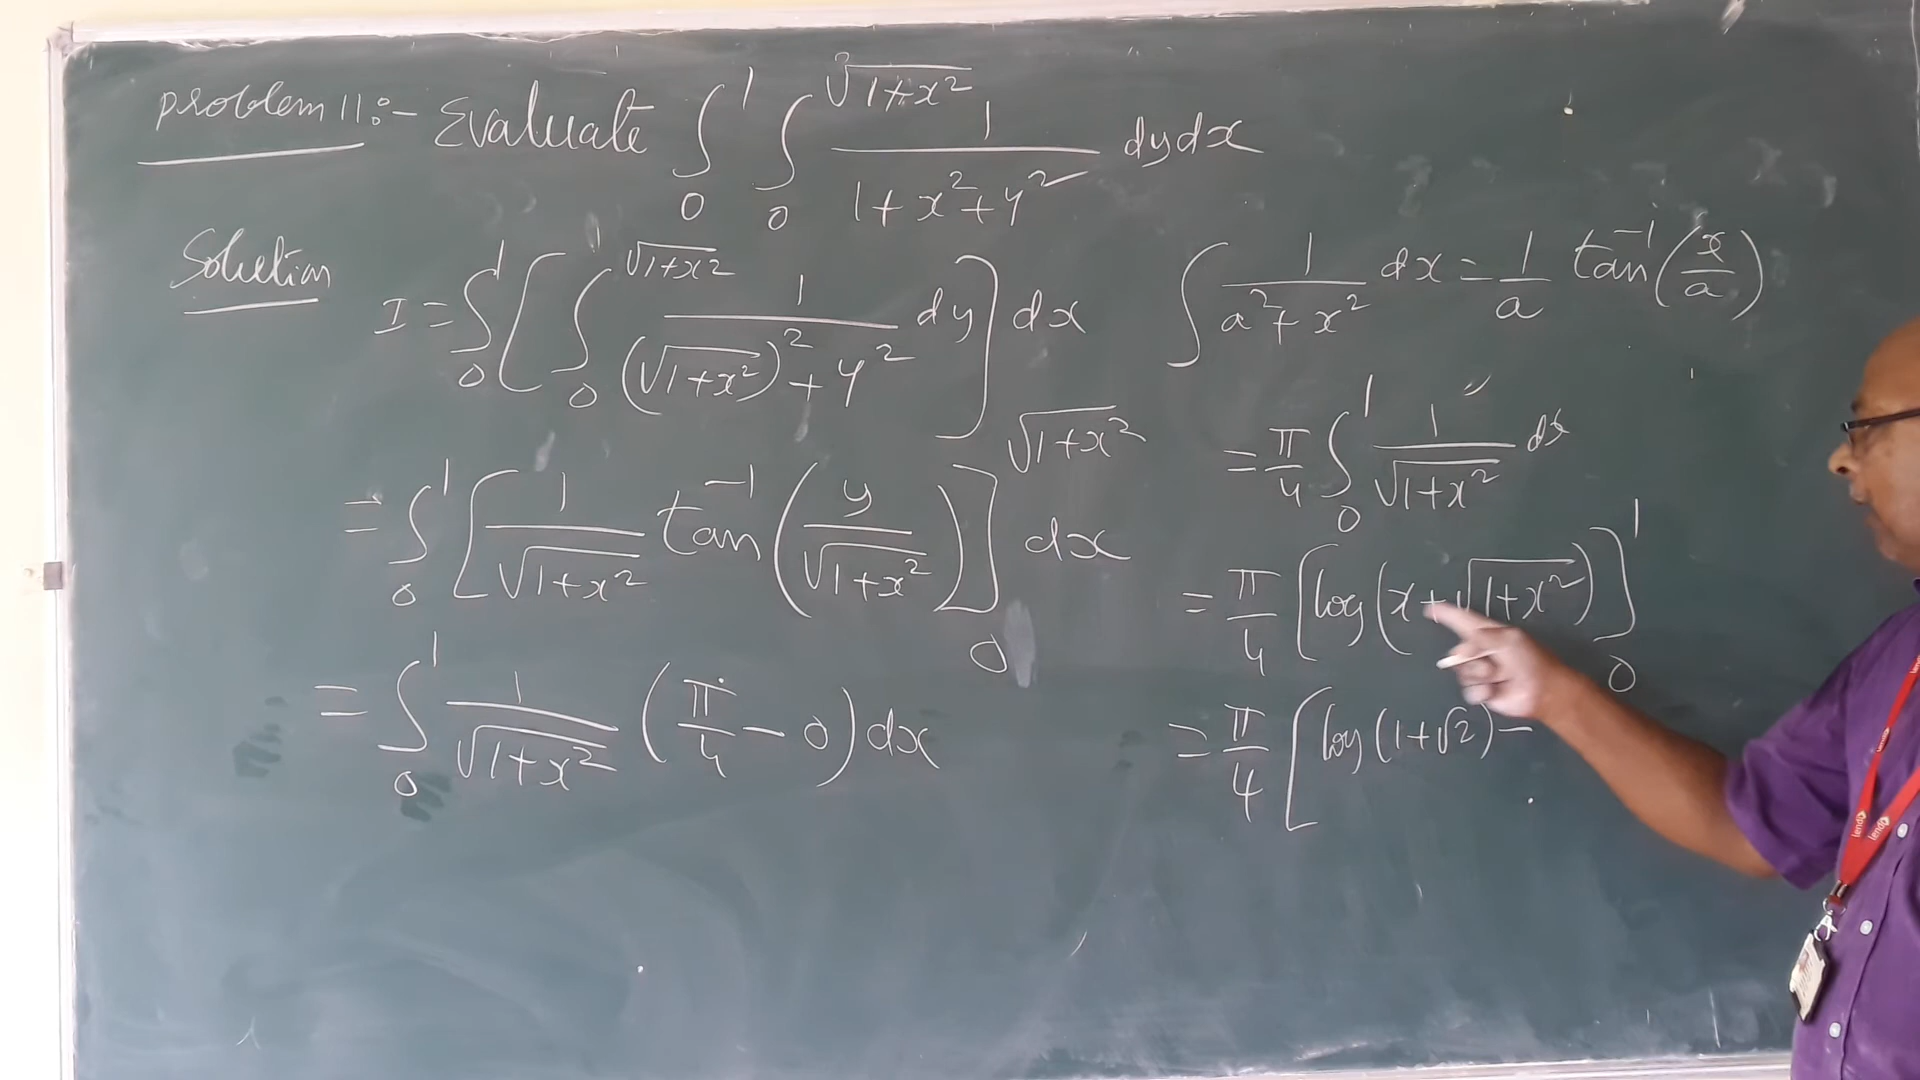 problem 11:- Evaluate ∫₀¹ ∫₀^√(1+x²) 1/(1+x²+y²) dydx
Solution
I = ∫₀¹ [ ∫₀^√(1+x²) 1/((√(1+x²))²+y²) dy ] dx
= ∫₀¹ [ 1/√(1+x²) tan⁻¹( y/√(1+x²) ) ]₀^√(1+x²) dx
= ∫₀¹ 1/√(1+x²) ( π/4 − 0 ) dx
∫ 1/(a²+x²) dx = 1/a tan⁻¹( x/a )
= π/4 ∫₀¹ 1/√(1+x²) dx
= π/4 [ log( x+√(1+x²) ) ]₀¹
= π/4 [ log(1+√2) −
lendi
lendi